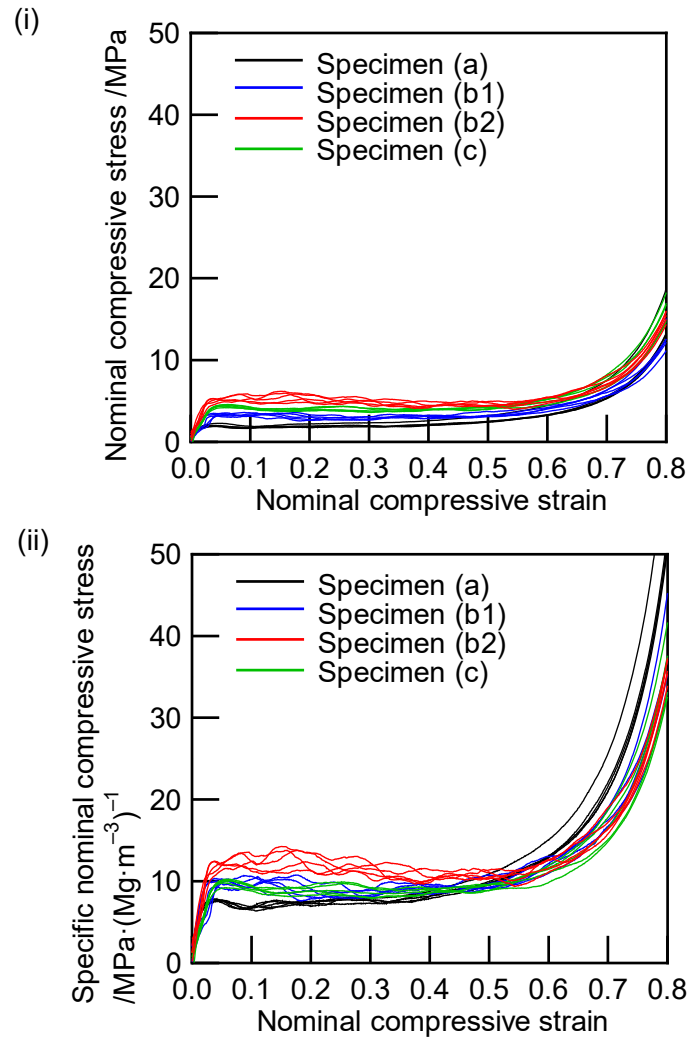 (i)
Nominal compressive stress /MPa
50
40
30
20
10
0
Specimen (a)
Specimen (b1)
Specimen (b2)
Specimen (c)
0.0 0.1 0.2 0.3 0.4 0.5 0.6 0.7 0.8
Nominal compressive strain
(ii)
Specific nominal compressive stress
/MPa·(Mg·m⁻³)⁻¹
50
40
30
20
10
0
Specimen (a)
Specimen (b1)
Specimen (b2)
Specimen (c)
0.0 0.1 0.2 0.3 0.4 0.5 0.6 0.7 0.8
Nominal compressive strain